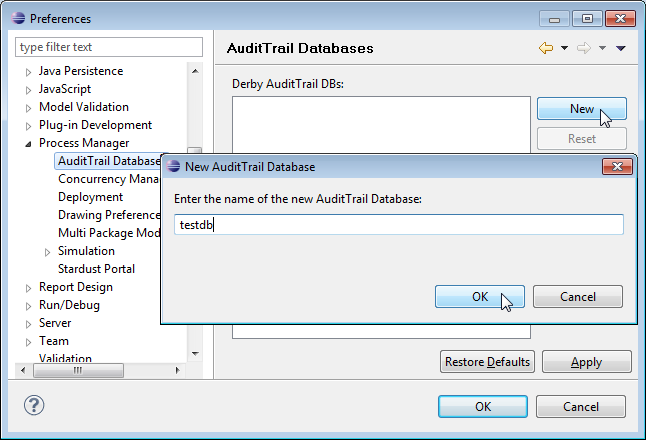 Preferences
type filter text
AuditTrail Databases
Java Persistence
JavaScript
Model Validation
Plug-in Development
Process Manager
AuditTrail Database
Concurrency Mana
Deployment
Drawing Preference
Multi Package Mod
Simulation
Stardust Portal
Report Design
Run/Debug
Server
Team
Validation
Derby AuditTrail DBs:
New
Reset
New AuditTrail Database
Enter the name of the new AuditTrail Database:
testdb
OK
Cancel
Restore Defaults
Apply
?
OK
Cancel